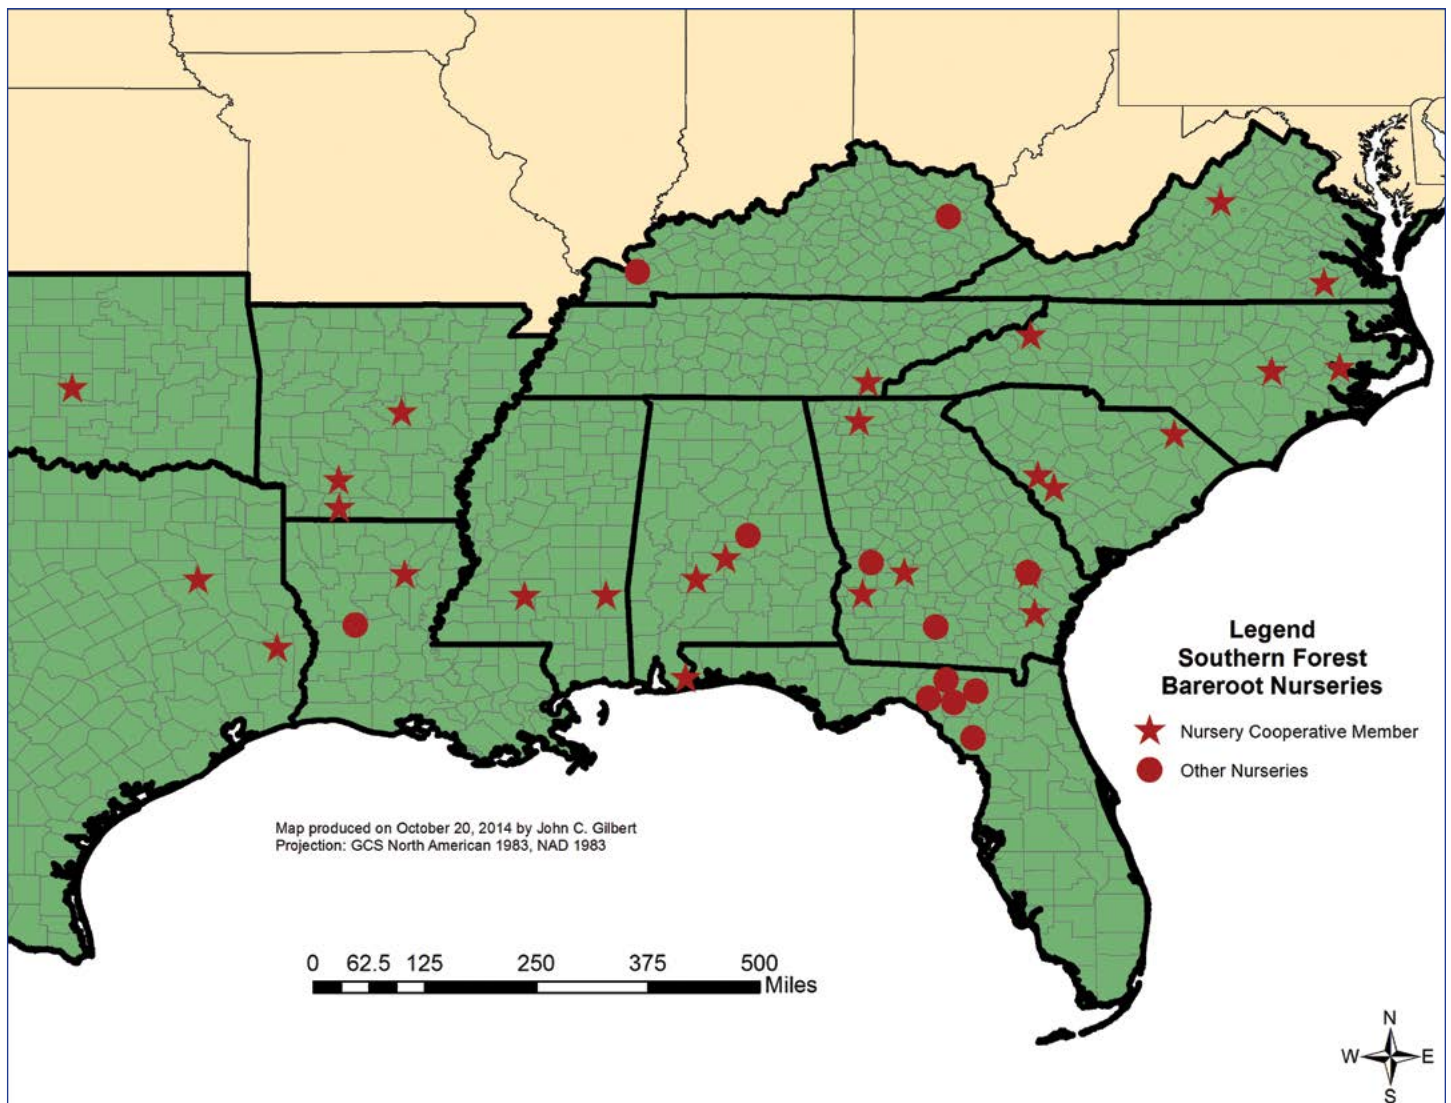 Legend
Southern Forest
Bareroot Nurseries
Nursery Cooperative Member
Other Nurseries
Map produced on October 20, 2014 by John C. Gilbert
Projection: GCS North American 1983, NAD 1983
0 62.5 125 250 375 500
Miles
N
W E
S